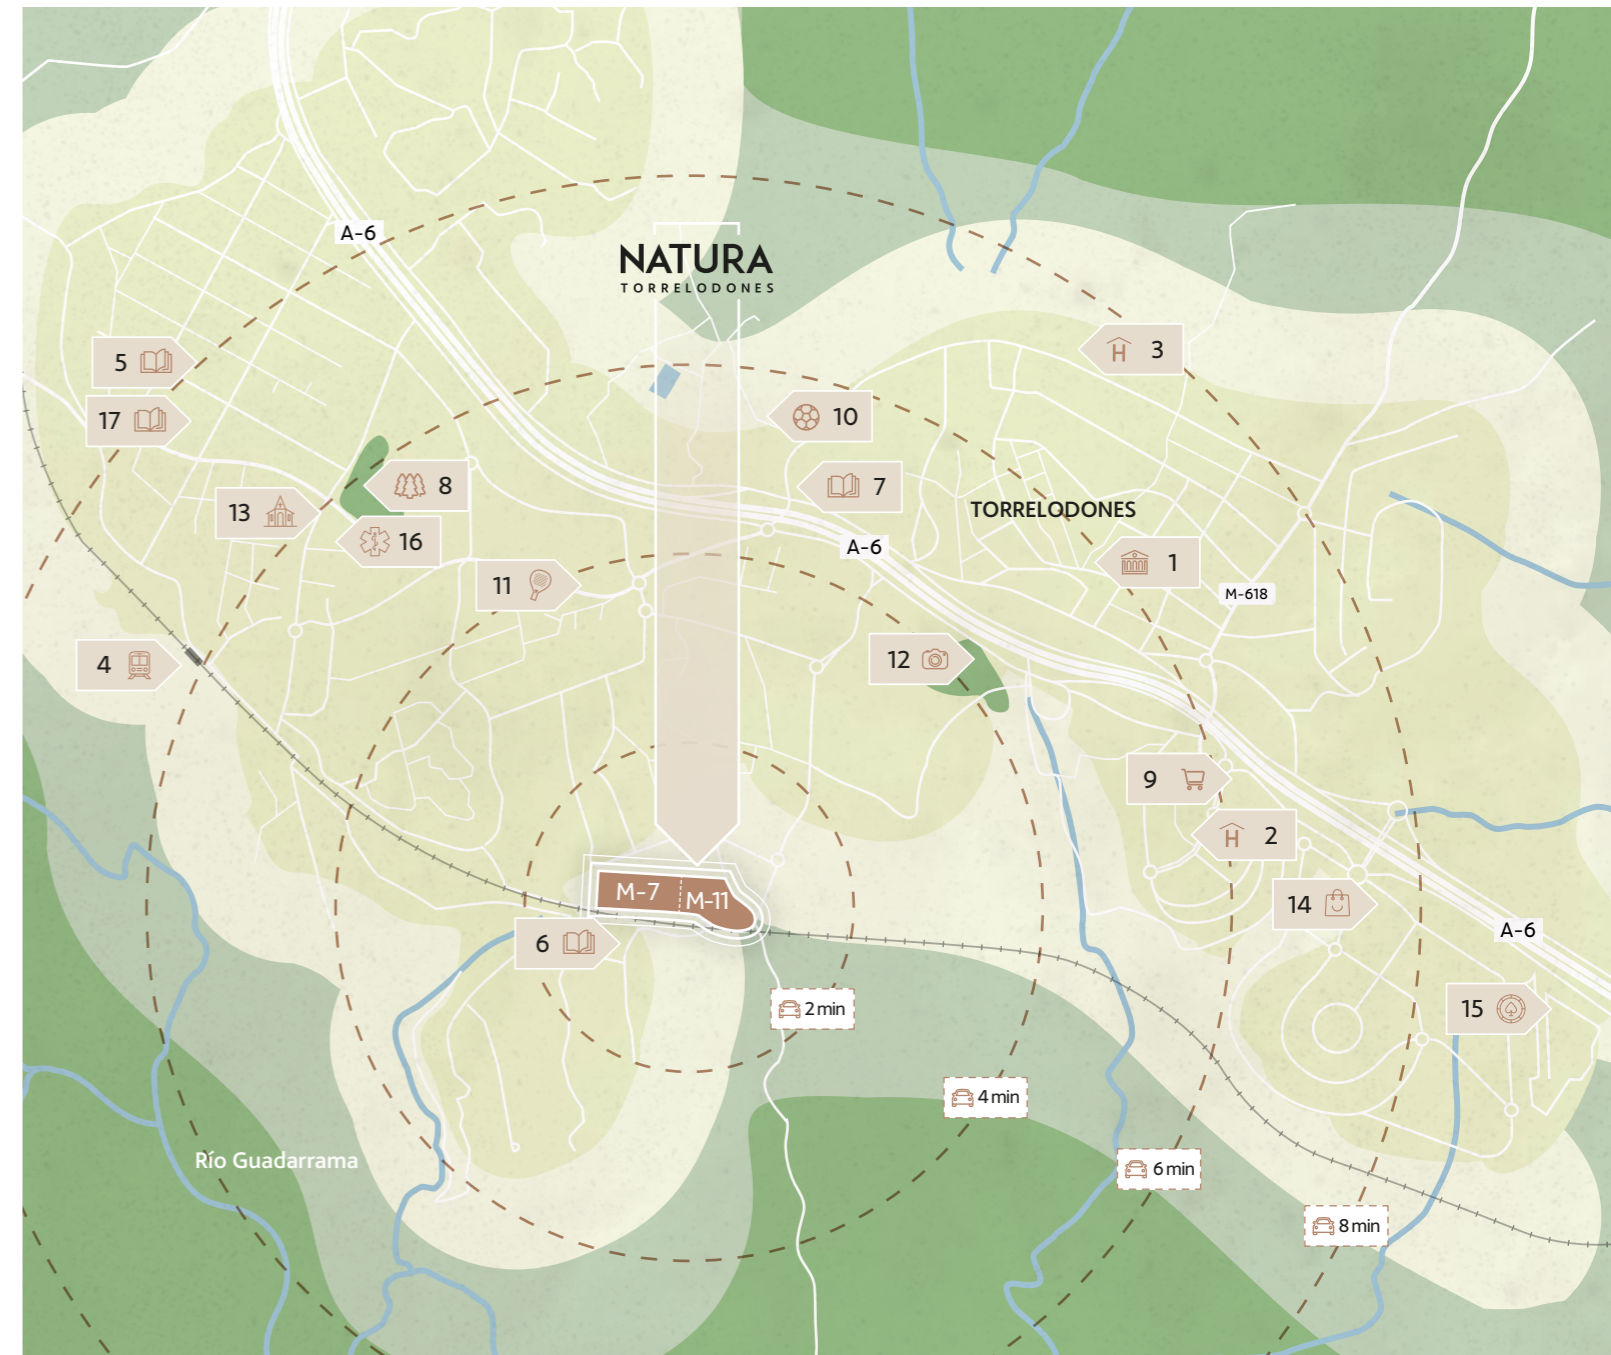 A-6
NATURA
TORRELODONES
3
5
17
10
8
7
13
16
TORRELODONES
A-6
1
11
M-618
12
4
9
2
M-7
M-11
14
6
A-6
2 min
15
4 min
Río Guadarrama
6 min
8 min